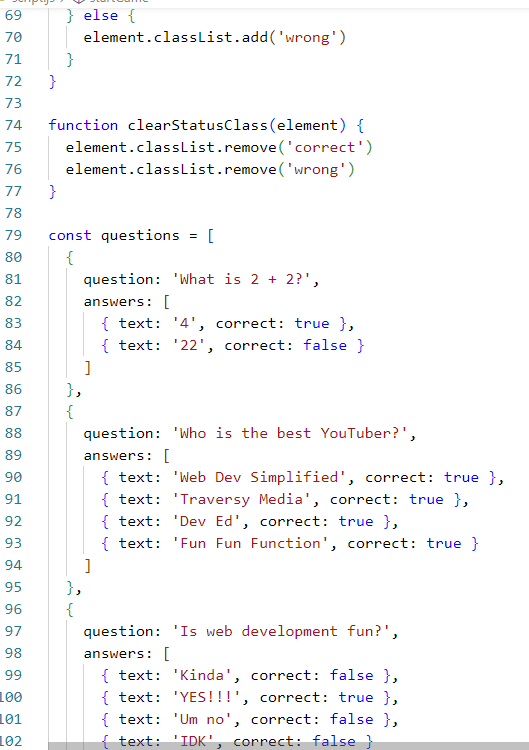 69 } else {
70 element.classList.add('wrong')
71 }
72 }
73
74 function clearStatusClass(element) {
75 element.classList.remove('correct')
76 element.classList.remove('wrong')
77 }
78
79 const questions = [
80 {
81 question: 'What is 2 + 2?',
82 answers: [
83 { text: '4', correct: true },
84 { text: '22', correct: false }
85 ]
86 },
87 {
88 question: 'Who is the best YouTuber?',
89 answers: [
90 { text: 'Web Dev Simplified', correct: true },
91 { text: 'Traversy Media', correct: true },
92 { text: 'Dev Ed', correct: true },
93 { text: 'Fun Fun Function', correct: true }
94 ]
95 },
96 {
97 question: 'Is web development fun?',
98 answers: [
99 { text: 'Kinda', correct: false },
100 { text: 'YES!!!', correct: true },
101 { text: 'Um no', correct: false },
102 { text: 'IDK', correct: false }